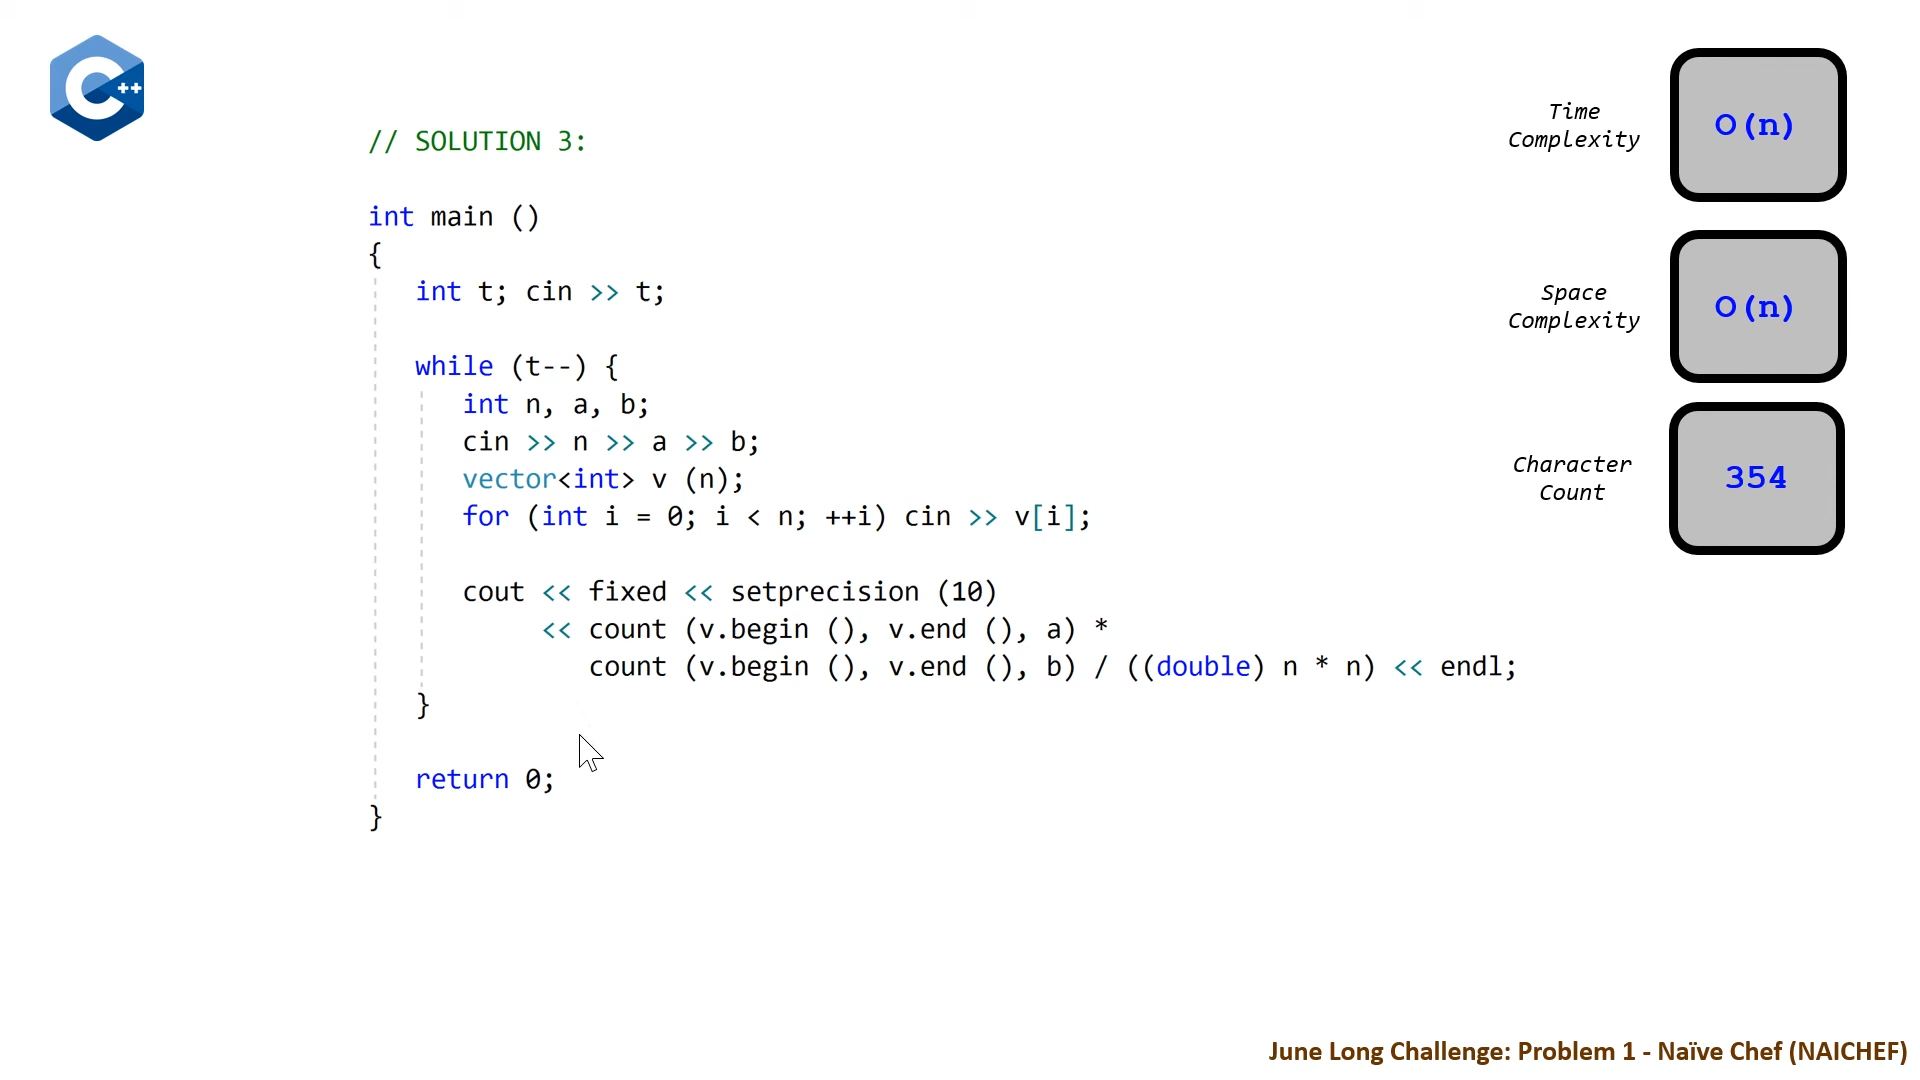 C++
// SOLUTION 3:
int main ()
{
int t; cin >> t;
while (t--) {
int n, a, b;
cin >> n >> a >> b;
vector<int> v (n);
for (int i = 0; i < n; ++i) cin >> v[i];
cout << fixed << setprecision (10)
<< count (v.begin (), v.end (), a) *
count (v.begin (), v.end (), b) / ((double) n * n) << endl;
}
return 0;
}
Time
Complexity
O(n)
Space
Complexity
O(n)
Character
Count
354
June Long Challenge: Problem 1 - Naïve Chef (NAICHEF)